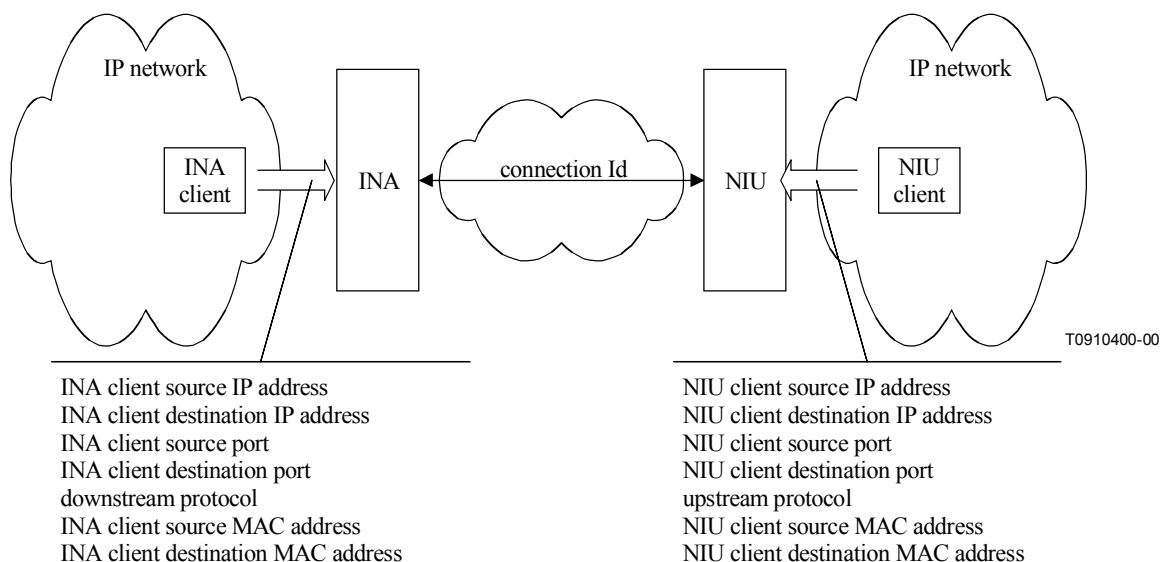 IP network
IP network
INA
client
INA
connection Id
NIU
NIU
client
T0910400-00
INA client source IP address
INA client destination IP address
INA client source port
INA client destination port
downstream protocol
INA client source MAC address
INA client destination MAC address
NIU client source IP address
NIU client destination IP address
NIU client source port
NIU client destination port
upstream protocol
NIU client source MAC address
NIU client destination MAC address